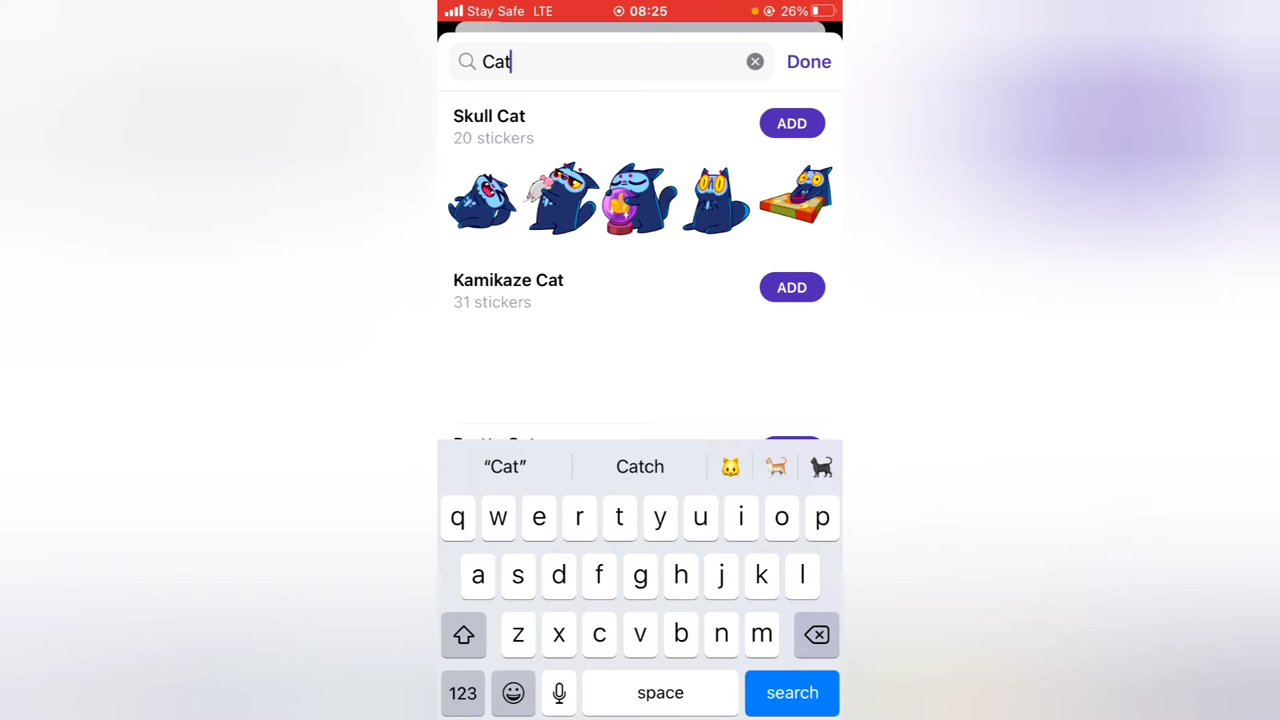 Stay Safe LTE 08:25 26%
Cat Done
Skull Cat ADD
20 stickers
Kamikaze Cat ADD
31 stickers
“Cat” Catch
q w e r t y u i o p
a s d f g h j k l
z x c v b n m
123 space search